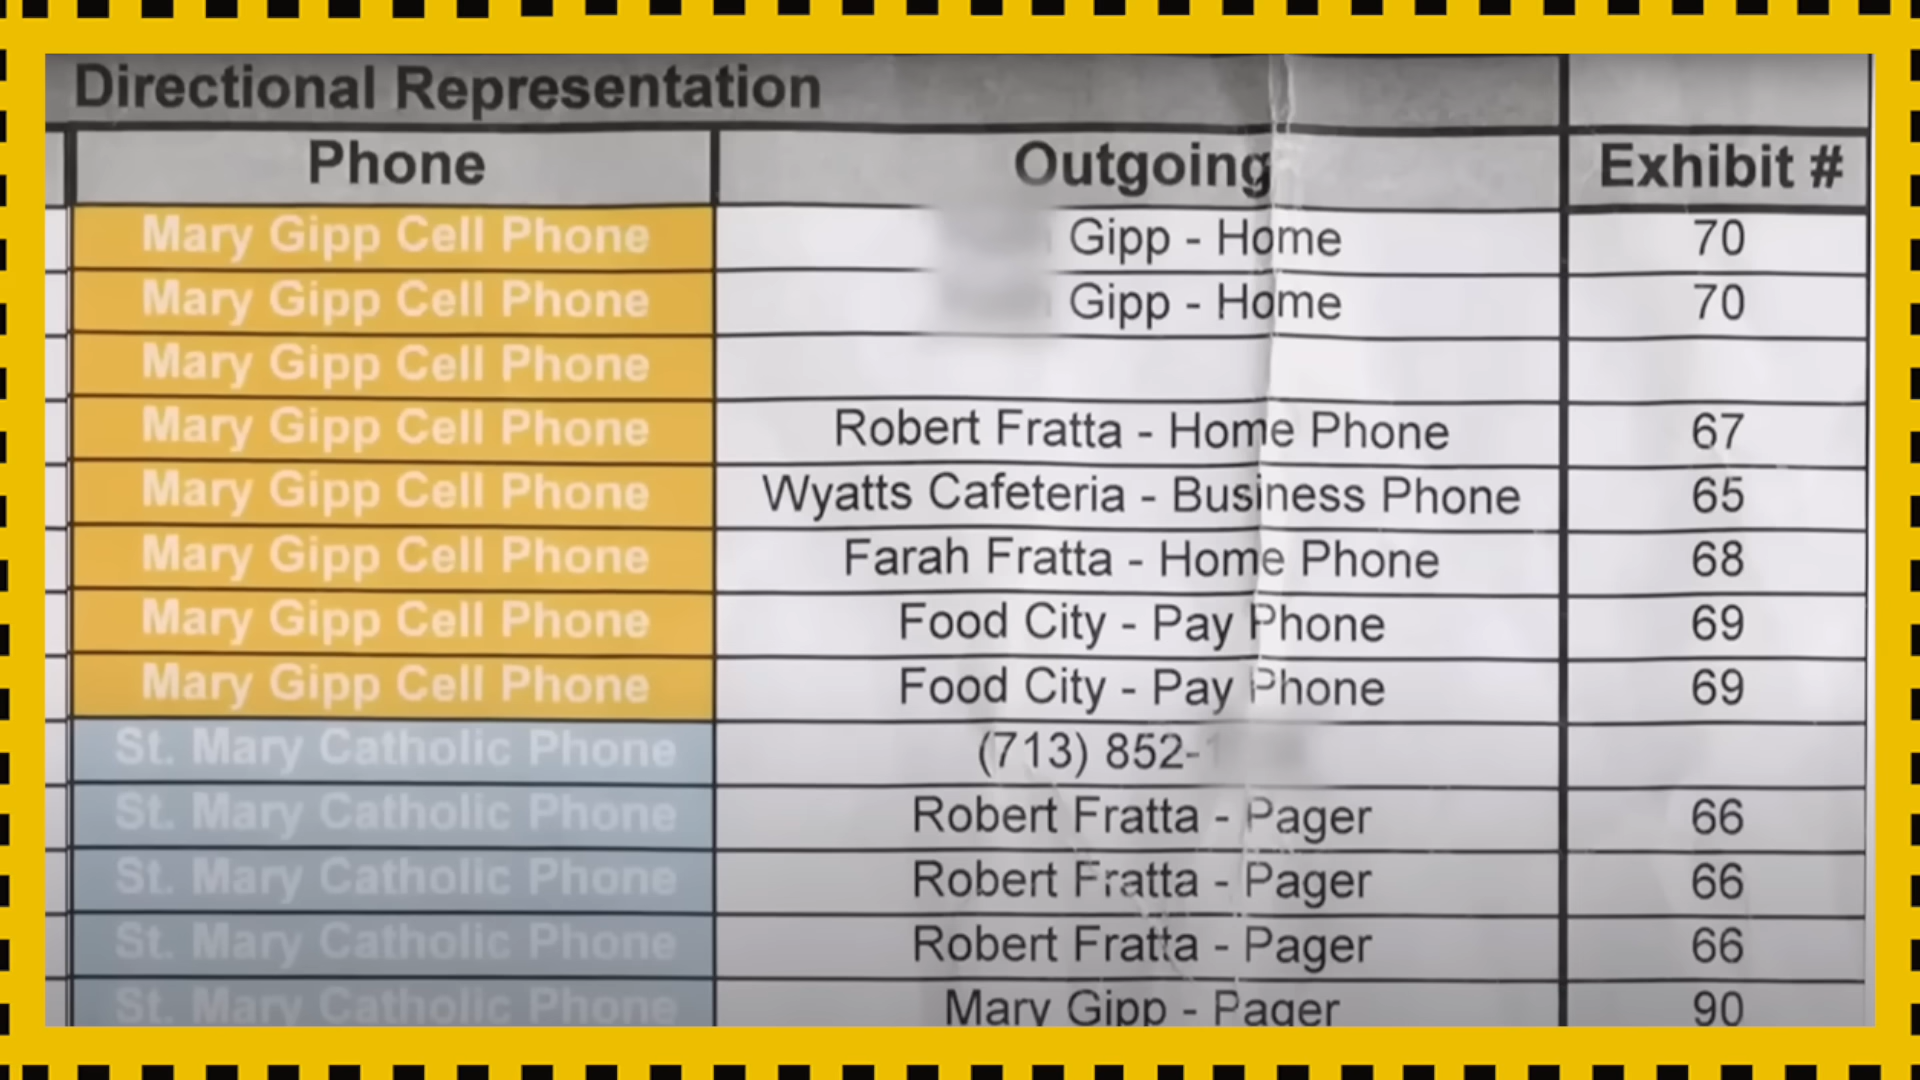 Directional Representation
Phone Outgoing Exhibit #
Mary Gipp Cell Phone Gipp - Home 70
Mary Gipp Cell Phone Gipp - Home 70
Mary Gipp Cell Phone
Mary Gipp Cell Phone Robert Fratta - Home Phone 67
Mary Gipp Cell Phone Wyatts Cafeteria - Business Phone 65
Mary Gipp Cell Phone Farah Fratta - Home Phone 68
Mary Gipp Cell Phone Food City - Pay Phone 69
Mary Gipp Cell Phone Food City - Pay Phone 69
St. Mary Catholic Phone (713) 852-
St. Mary Catholic Phone Robert Fratta - Pager 66
St. Mary Catholic Phone Robert Fratta - Pager 66
St. Mary Catholic Phone Robert Fratta - Pager 66
St. Mary Catholic Phone Mary Gipp - Pager 90